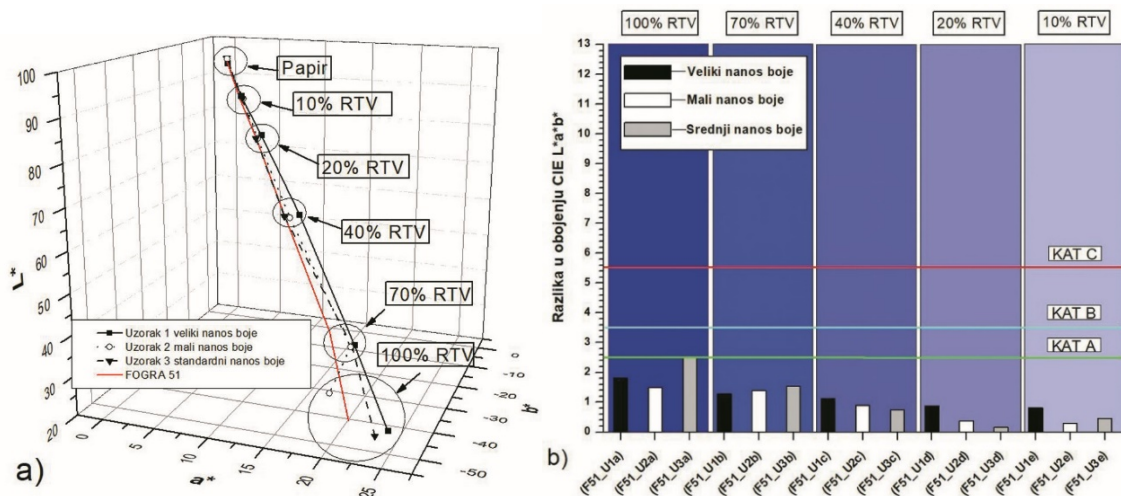 100
90
80
70
60
50
40
30
20
L*
Papir
10% RTV
20% RTV
40% RTV
70% RTV
100% RTV
Uzorak 1 veliki nanos boje
Uzorak 2 mali nanos boje
Uzorak 3 standardni nanos boje
FOGRA 51
0
5
10
15
20
25
a*
0
-10
-20
-30
-40
-50
b*
a)
100% RTV 70% RTV 40% RTV 20% RTV 10% RTV
Razlika u obojenju CIE L*a*b*
13
12
11
10
9
8
7
6
5
4
3
2
1
0
Veliki nanos boje
Mali nanos boje
Srednji nanos boje
KAT C
KAT B
KAT A
(F51_U1a)
(F51_U2a)
(F51_U3a)
(F51_U1b)
(F51_U2b)
(F51_U3b)
(F51_U1c)
(F51_U2c)
(F51_U3c)
(F51_U1d)
(F51_U2d)
(F51_U3d)
(F51_U1e)
(F51_U2e)
(F51_U3e)
b)